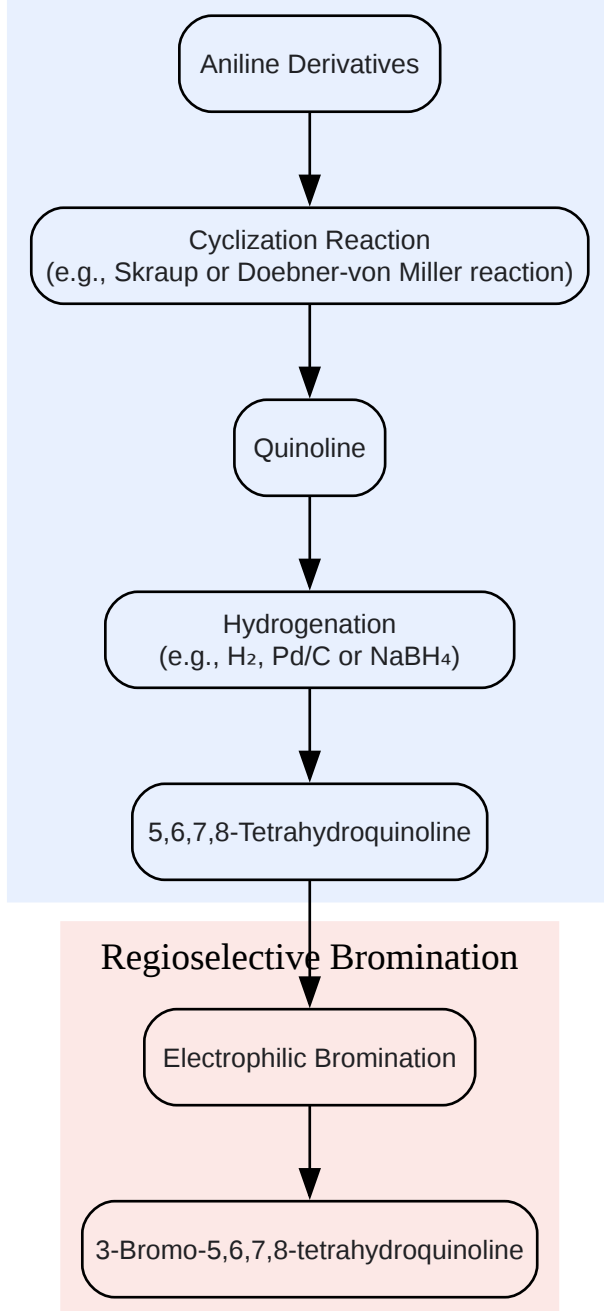 Aniline Derivatives
Cyclization Reaction
(e.g., Skraup or Doebner-von Miller reaction)
Quinoline
Hydrogenation
(e.g., H₂, Pd/C or NaBH₄)
5,6,7,8-Tetrahydroquinoline
Regioselective Bromination
Electrophilic Bromination
3-Bromo-5,6,7,8-tetrahydroquinoline